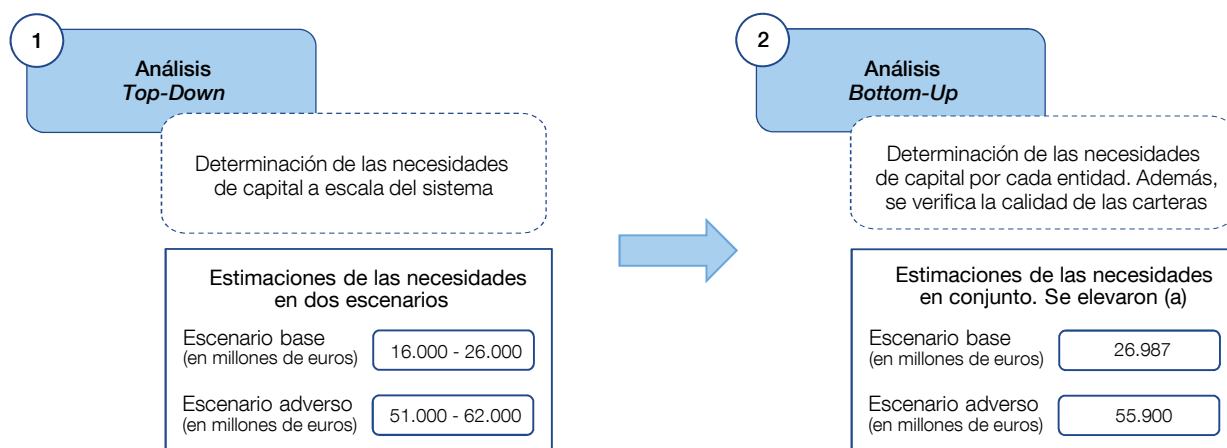 1
Análisis
Top-Down
Determinación de las necesidades
de capital a escala del sistema
Estimaciones de las necesidades
en dos escenarios
Escenario base
(en millones de euros)
16.000 - 26.000
Escenario adverso
(en millones de euros)
51.000 - 62.000
2
Análisis
Bottom-Up
Determinación de las necesidades
de capital por cada entidad. Además,
se verifica la calidad de las carteras
Estimaciones de las necesidades
en conjunto. Se elevaron (a)
Escenario base
(en millones de euros)
26.987
Escenario adverso
(en millones de euros)
55.900